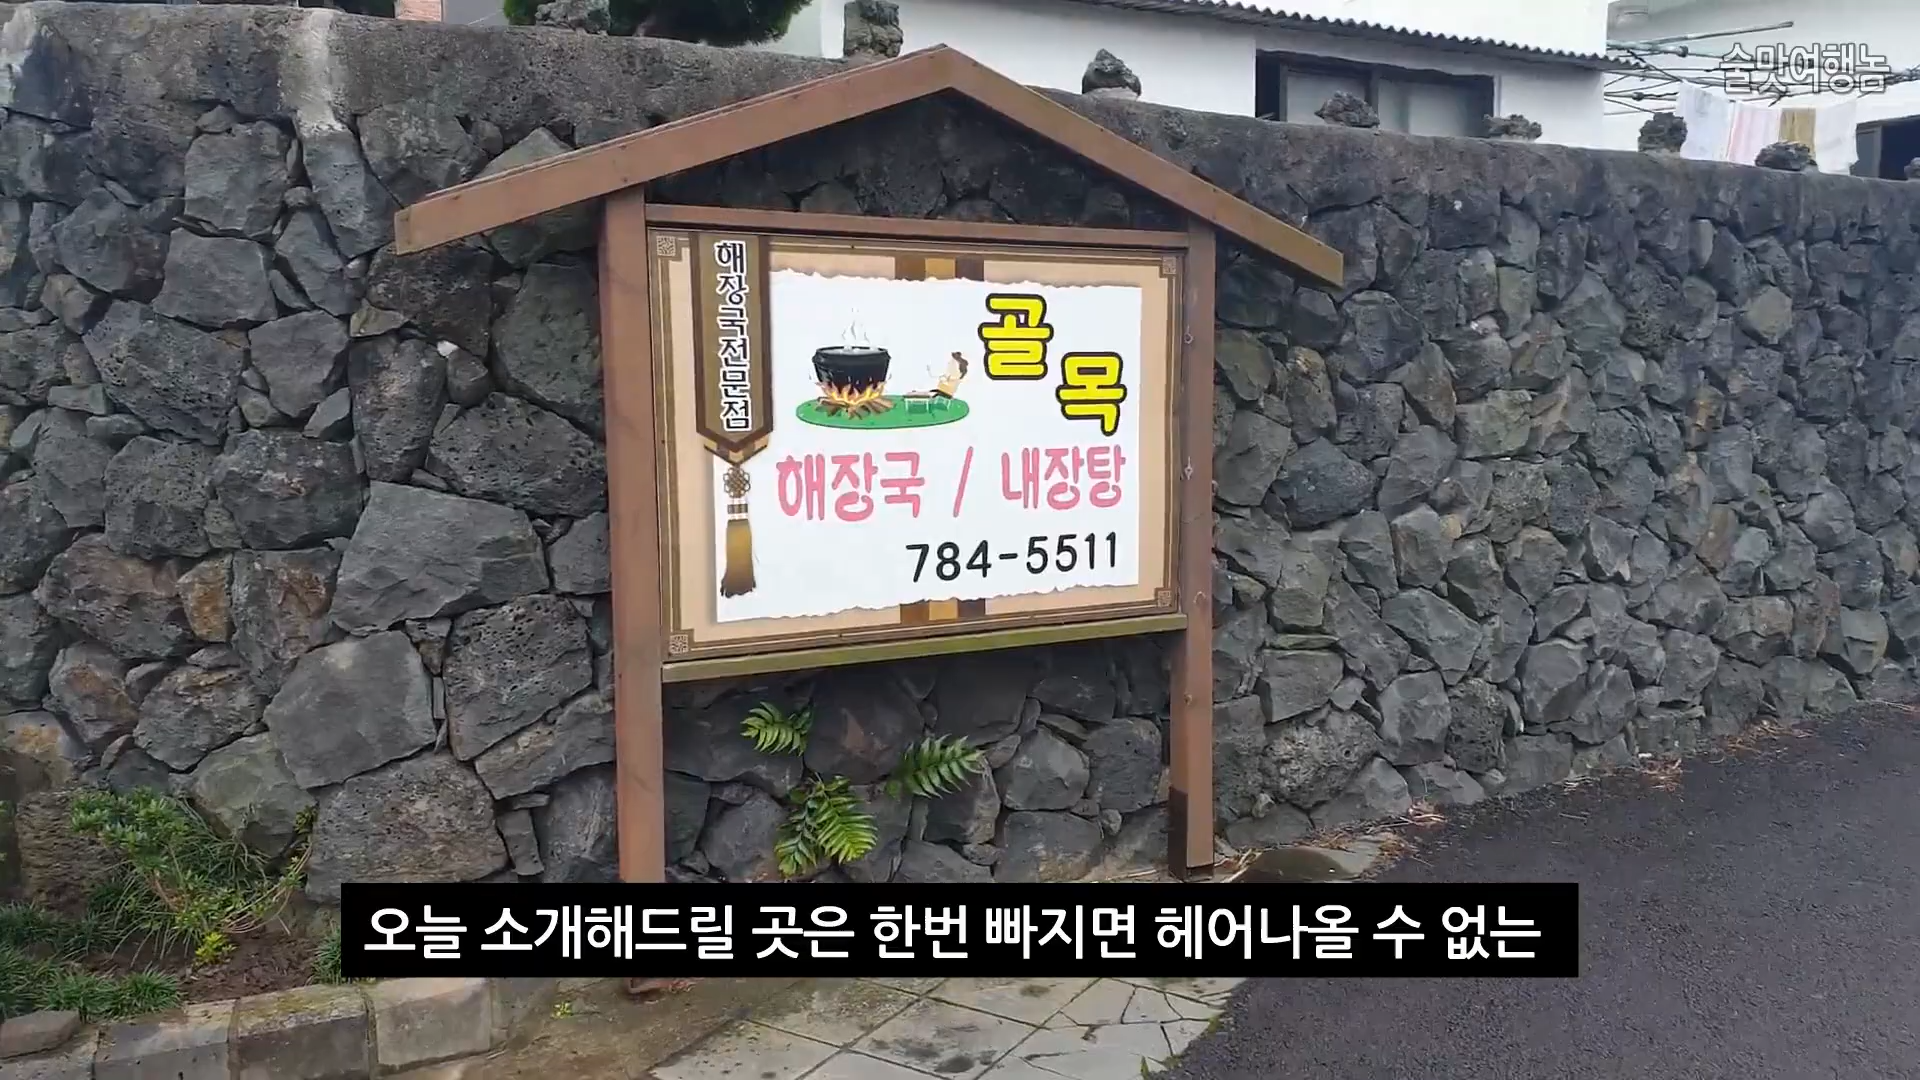 술맛여행놈
해장국전문점
골목
해장국 / 내장탕
784-5511
오늘 소개해드릴 곳은 한번 빠지면 헤어나올 수 없는